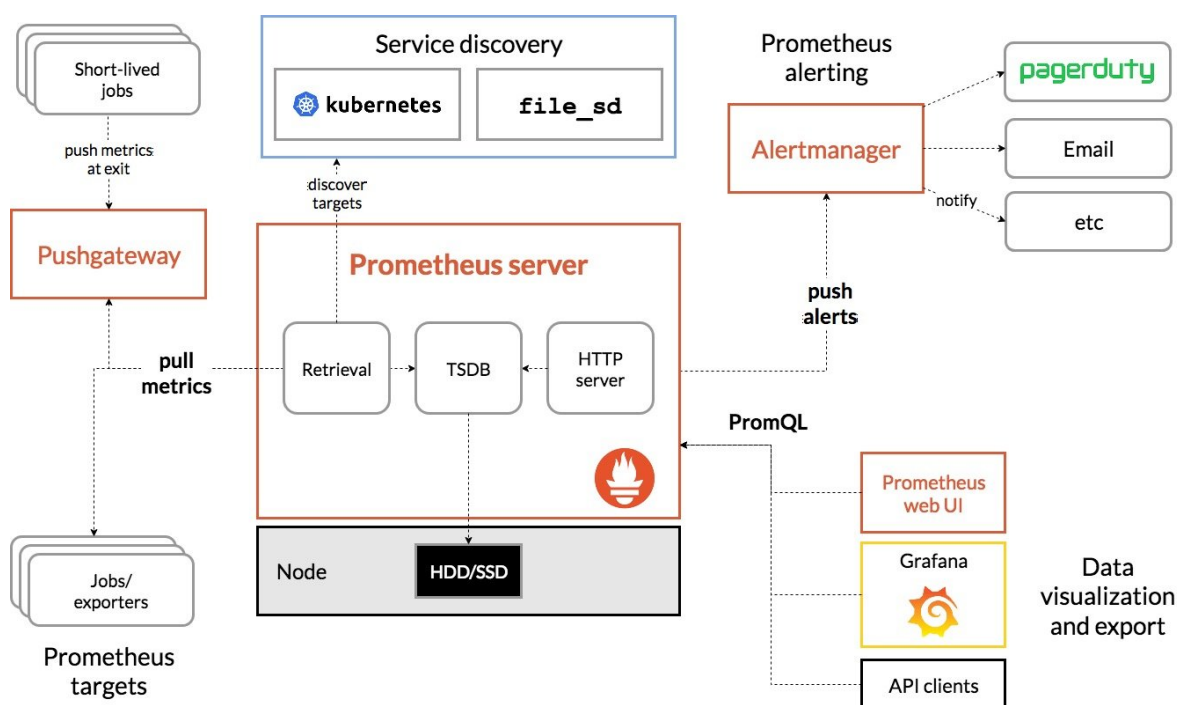 Short-lived
jobs
push metrics
at exit
Pushgateway
pull
metrics
Jobs/
exporters
Prometheus
targets
Service discovery
kubernetes
file_sd
discover
targets
Prometheus server
Retrieval
TSDB
HTTP
server
Node
HDD/SSD
Prometheus
alerting
Alertmanager
pagerduty
Email
notify
etc
push
alerts
PromQL
Prometheus
web UI
Grafana
API clients
Data
visualization
and export